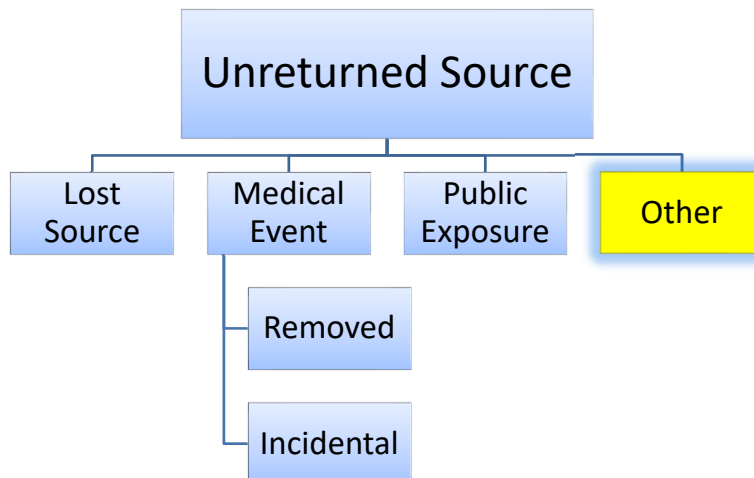 Unreturned Source
Lost
Source
Medical
Event
Public
Exposure
Other
Removed
Incidental